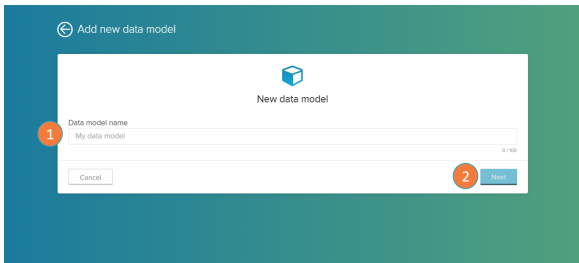 Add new data model
New data model
Data model name
1
My data model
0 / 100
Cancel
2
Next